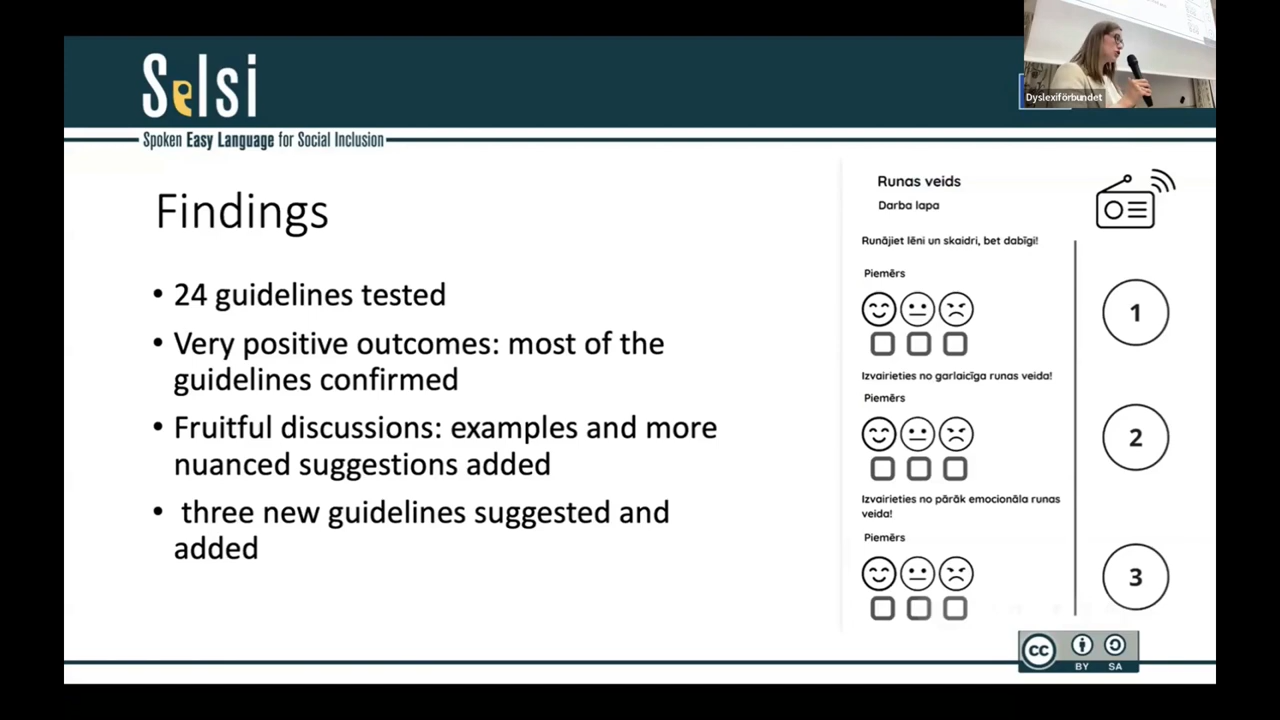 Selsi
Spoken Easy Language for Social Inclusion
Dyslexiförbundet
Findings
• 24 guidelines tested
• Very positive outcomes: most of the
guidelines confirmed
• Fruitful discussions: examples and more
nuanced suggestions added
• three new guidelines suggested and
added
Runas veids
Darba lapa
Runājiet lēni un skaidri, bet dabīgi!
Piemērs
1
Izvairieties no garlaicīga runas veida!
Piemērs
2
Izvairieties no pārāk emocionāla runas
veida!
Piemērs
3
CC BY SA